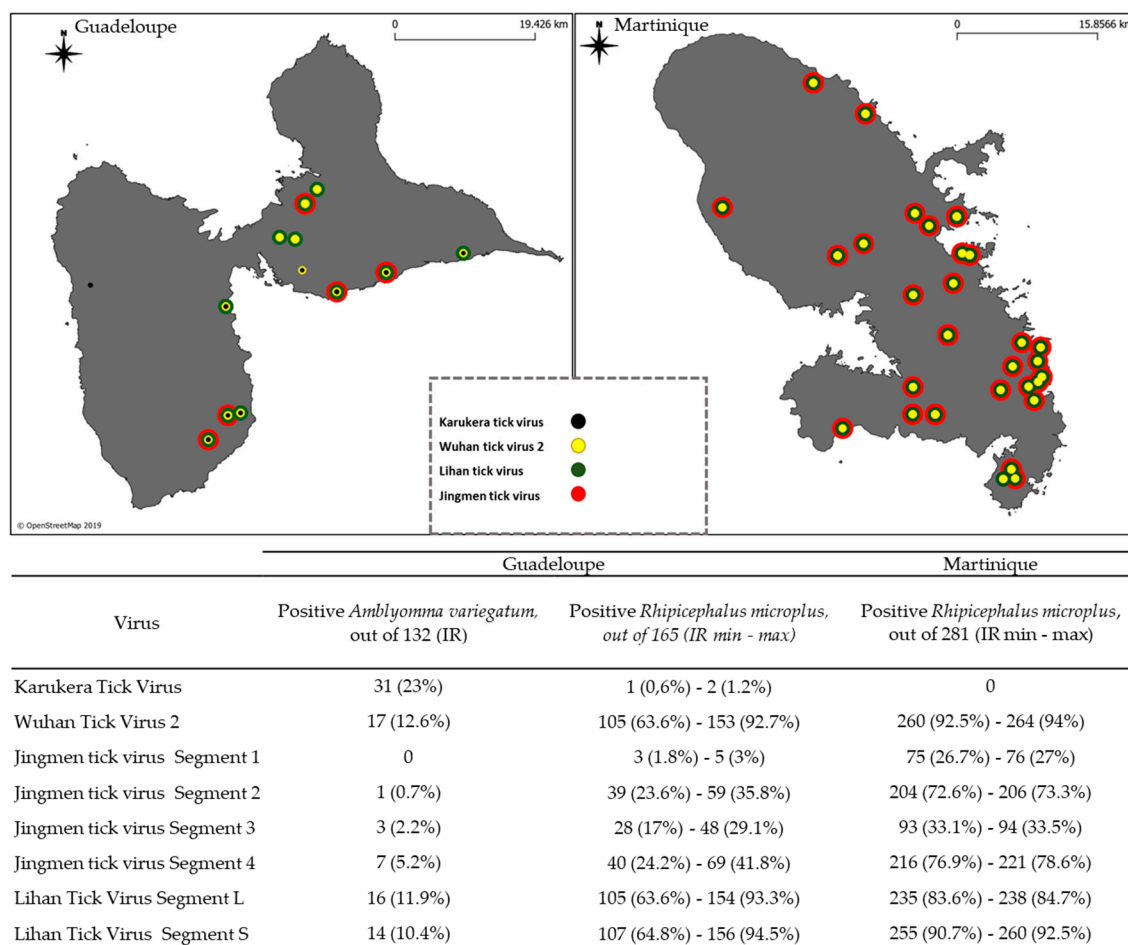 Guadeloupe
0 19.426 km
N
Martinique
0 15.8566 km
N
Karukera tick virus
Wuhan tick virus 2
Lihan tick virus
Jingmen tick virus
© OpenStreetMap 2019
Guadeloupe Martinique
Virus
Positive Amblyomma variegatum,
out of 132 (IR)
Positive Rhipicephalus microplus,
out of 165 (IR min - max)
Positive Rhipicephalus microplus,
out of 281 (IR min - max)
Karukera Tick Virus 31 (23%) 1 (0,6%) - 2 (1.2%) 0
Wuhan Tick Virus 2 17 (12.6%) 105 (63.6%) - 153 (92.7%) 260 (92.5%) - 264 (94%)
Jingmen tick virus Segment 1 0 3 (1.8%) - 5 (3%) 75 (26.7%) - 76 (27%)
Jingmen tick virus Segment 2 1 (0.7%) 39 (23.6%) - 59 (35.8%) 204 (72.6%) - 206 (73.3%)
Jingmen tick virus Segment 3 3 (2.2%) 28 (17%) - 48 (29.1%) 93 (33.1%) - 94 (33.5%)
Jingmen tick virus Segment 4 7 (5.2%) 40 (24.2%) - 69 (41.8%) 216 (76.9%) - 221 (78.6%)
Lihan Tick Virus Segment L 16 (11.9%) 105 (63.6%) - 154 (93.3%) 235 (83.6%) - 238 (84.7%)
Lihan Tick Virus Segment S 14 (10.4%) 107 (64.8%) - 156 (94.5%) 255 (90.7%) - 260 (92.5%)